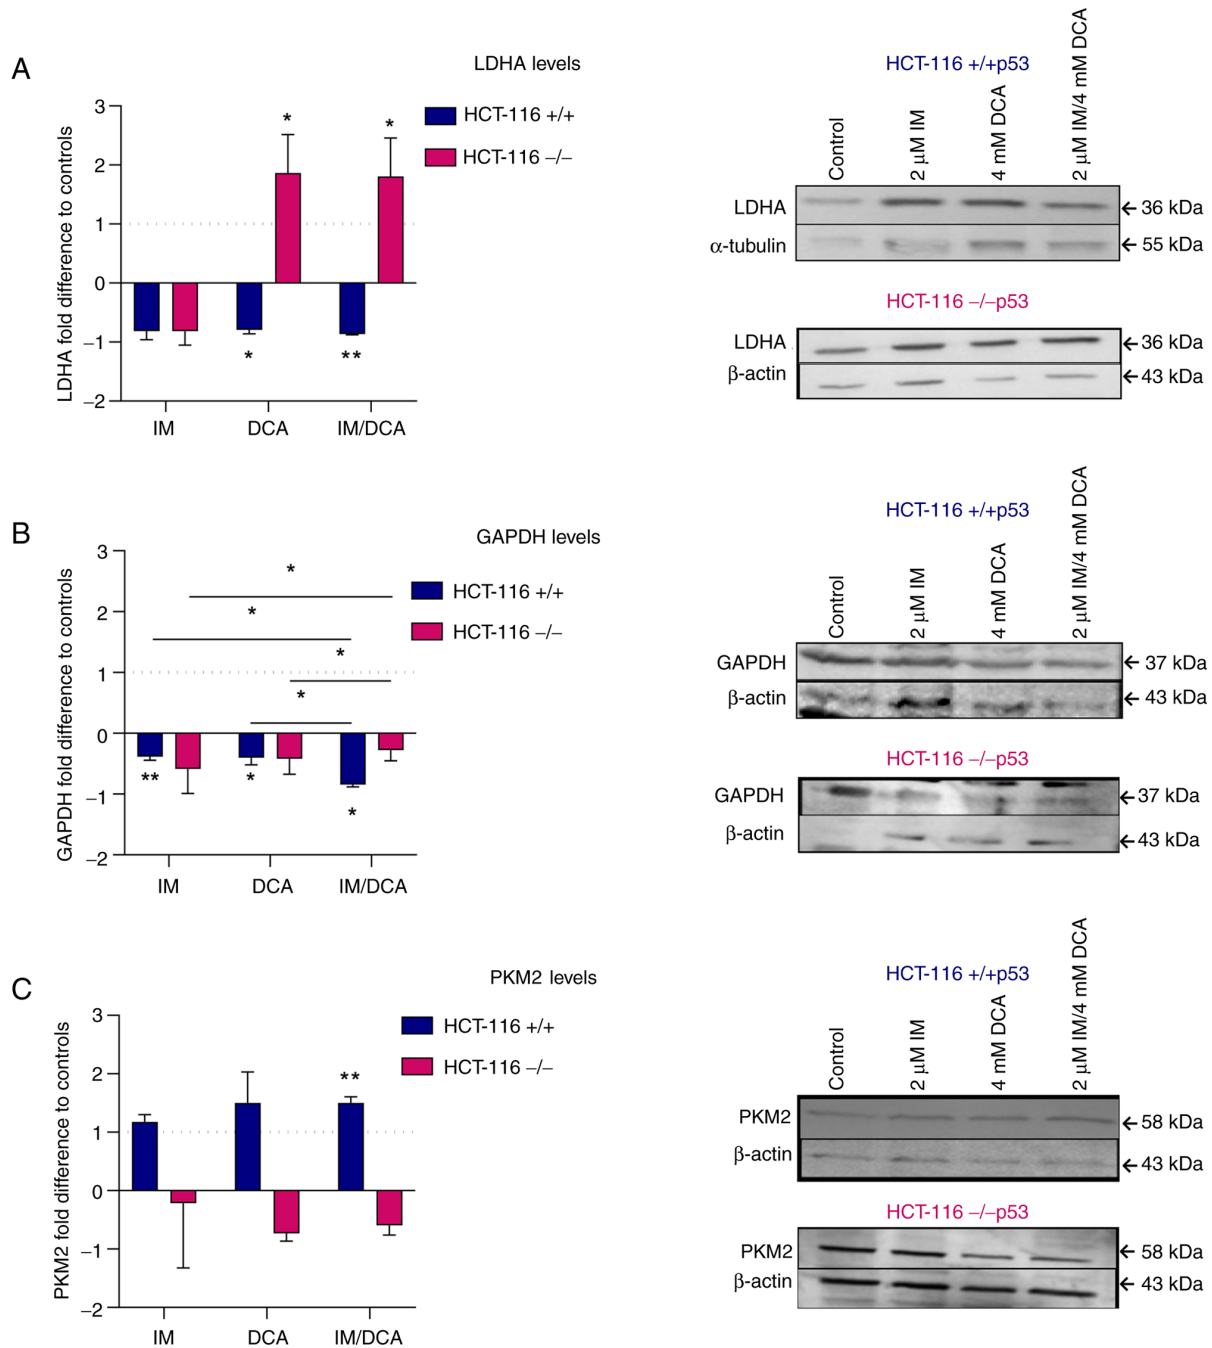 A
LDHA levels
LDHA fold difference to controls
3
2
1
0
–1
–2
*
*
*
**
HCT-116 +/+
HCT-116 –/–
IM
DCA
IM/DCA
HCT-116 +/+p53
Control
2 µM IM
4 mM DCA
2 µM IM/4 mM DCA
LDHA
36 kDa
α-tubulin
55 kDa
HCT-116 –/–p53
LDHA
36 kDa
β-actin
43 kDa
B
GAPDH levels
GAPDH fold difference to controls
3
2
1
0
–1
–2
*
*
*
*
**
*
*
HCT-116 +/+
HCT-116 –/–
IM
DCA
IM/DCA
HCT-116 +/+p53
Control
2 µM IM
4 mM DCA
2 µM IM/4 mM DCA
GAPDH
37 kDa
β-actin
43 kDa
HCT-116 –/–p53
GAPDH
37 kDa
β-actin
43 kDa
C
PKM2 levels
PKM2 fold difference to controls
3
2
1
0
–1
–2
**
HCT-116 +/+
HCT-116 –/–
IM
DCA
IM/DCA
HCT-116 +/+p53
Control
2 µM IM
4 mM DCA
2 µM IM/4 mM DCA
PKM2
58 kDa
β-actin
43 kDa
HCT-116 –/–p53
PKM2
58 kDa
β-actin
43 kDa